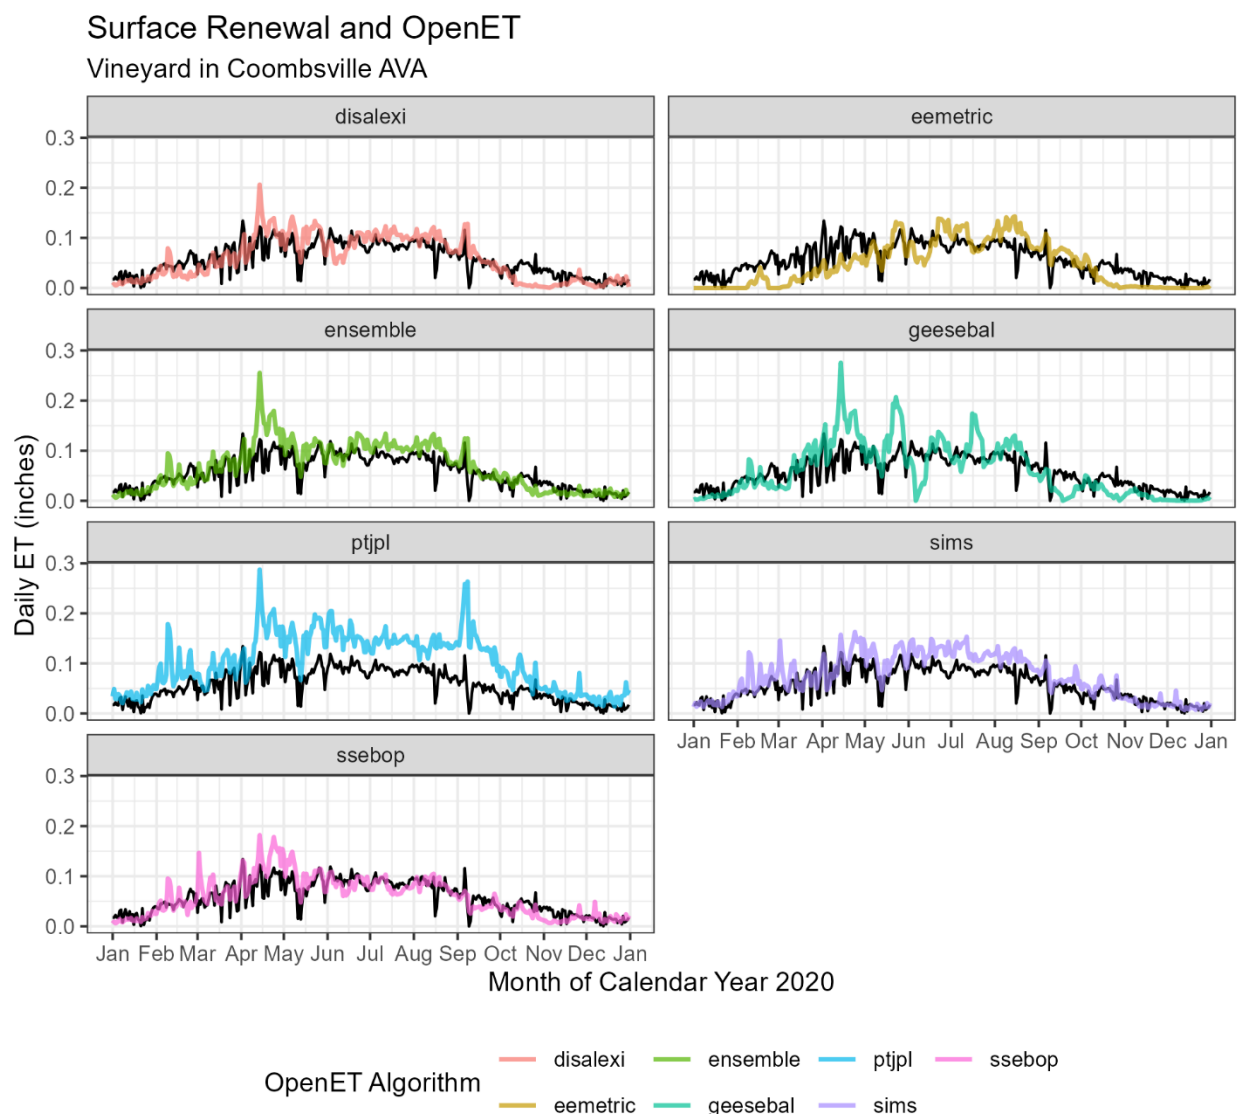 Surface Renewal and OpenET
Vineyard in Coombsville AVA
disalexi
eemetric
0.3
0.2
0.1
0.0
ensemble
geesebal
0.3
0.2
0.1
0.0
Daily ET (inches)
ptjpl
sims
0.3
0.2
0.1
0.0
Jan Feb Mar Apr May Jun Jul Aug Sep Oct Nov Dec Jan
ssebop
0.3
0.2
0.1
0.0
Jan Feb Mar Apr May Jun Jul Aug Sep Oct Nov Dec Jan
Month of Calendar Year 2020
OpenET Algorithm
disalexi ensemble ptjpl ssebop
eemetric geesebal sims